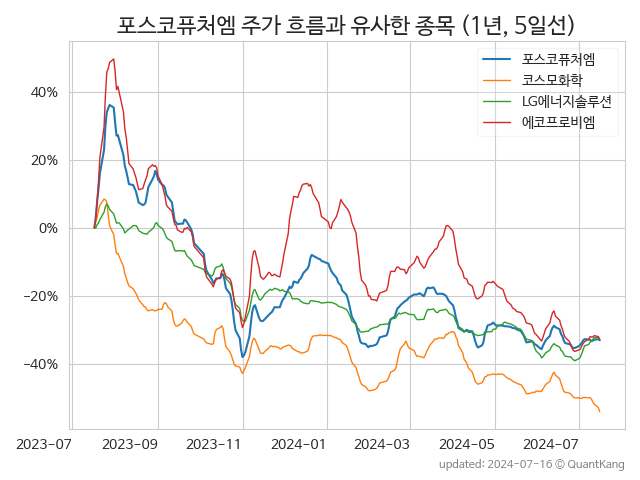 포스코퓨처엠 주가 흐름과 유사한 종목 (1년, 5일선)
포스코퓨처엠
코스모화학
LG에너지솔루션
에코프로비엠
40%
20%
0%
−20%
−40%
2023-07
2023-09
2023-11
2024-01
2024-03
2024-05
2024-07
updated: 2024-07-16 © QuantKang